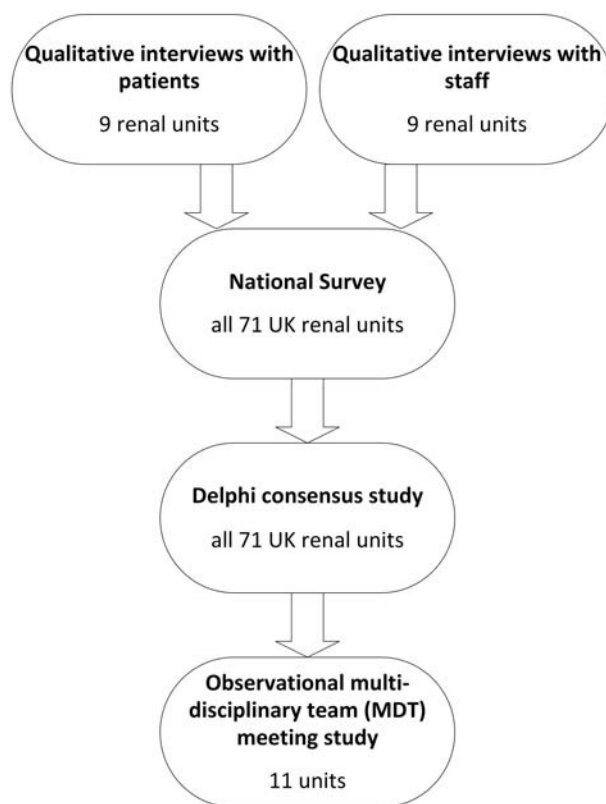 Qualitative interviews with
patients
9 renal units
Qualitative interviews with
staff
9 renal units
National Survey
all 71 UK renal units
Delphi consensus study
all 71 UK renal units
Observational multi-
disciplinary team (MDT)
meeting study
11 units